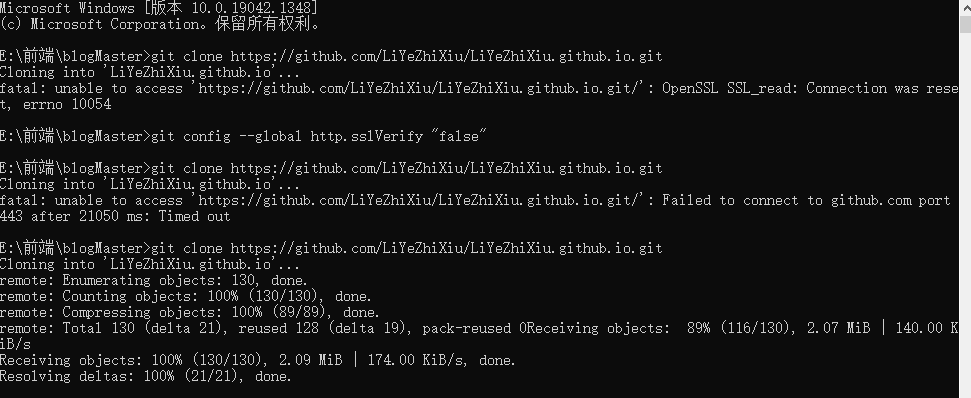 Microsoft Windows [版本 10.0.19042.1348]
(c) Microsoft Corporation。保留所有权利。
E:\前端\blogMaster>git clone https://github.com/LiYeZhiXiu/LiYeZhiXiu.github.io.git
Cloning into 'LiYeZhiXiu.github.io'...
fatal: unable to access 'https://github.com/LiYeZhiXiu/LiYeZhiXiu.github.io.git/': OpenSSL SSL_read: Connection was rese
t, errno 10054
E:\前端\blogMaster>git config --global http.sslVerify "false"
E:\前端\blogMaster>git clone https://github.com/LiYeZhiXiu/LiYeZhiXiu.github.io.git
Cloning into 'LiYeZhiXiu.github.io'...
fatal: unable to access 'https://github.com/LiYeZhiXiu/LiYeZhiXiu.github.io.git/': Failed to connect to github.com port
443 after 21050 ms: Timed out
E:\前端\blogMaster>git clone https://github.com/LiYeZhiXiu/LiYeZhiXiu.github.io.git
Cloning into 'LiYeZhiXiu.github.io'...
remote: Enumerating objects: 130, done.
remote: Counting objects: 100% (130/130), done.
remote: Compressing objects: 100% (89/89), done.
remote: Total 130 (delta 21), reused 128 (delta 19), pack-reused 0Receiving objects:  89% (116/130), 2.07 MiB | 140.00 K
iB/s
Receiving objects: 100% (130/130), 2.09 MiB | 174.00 KiB/s, done.
Resolving deltas: 100% (21/21), done.